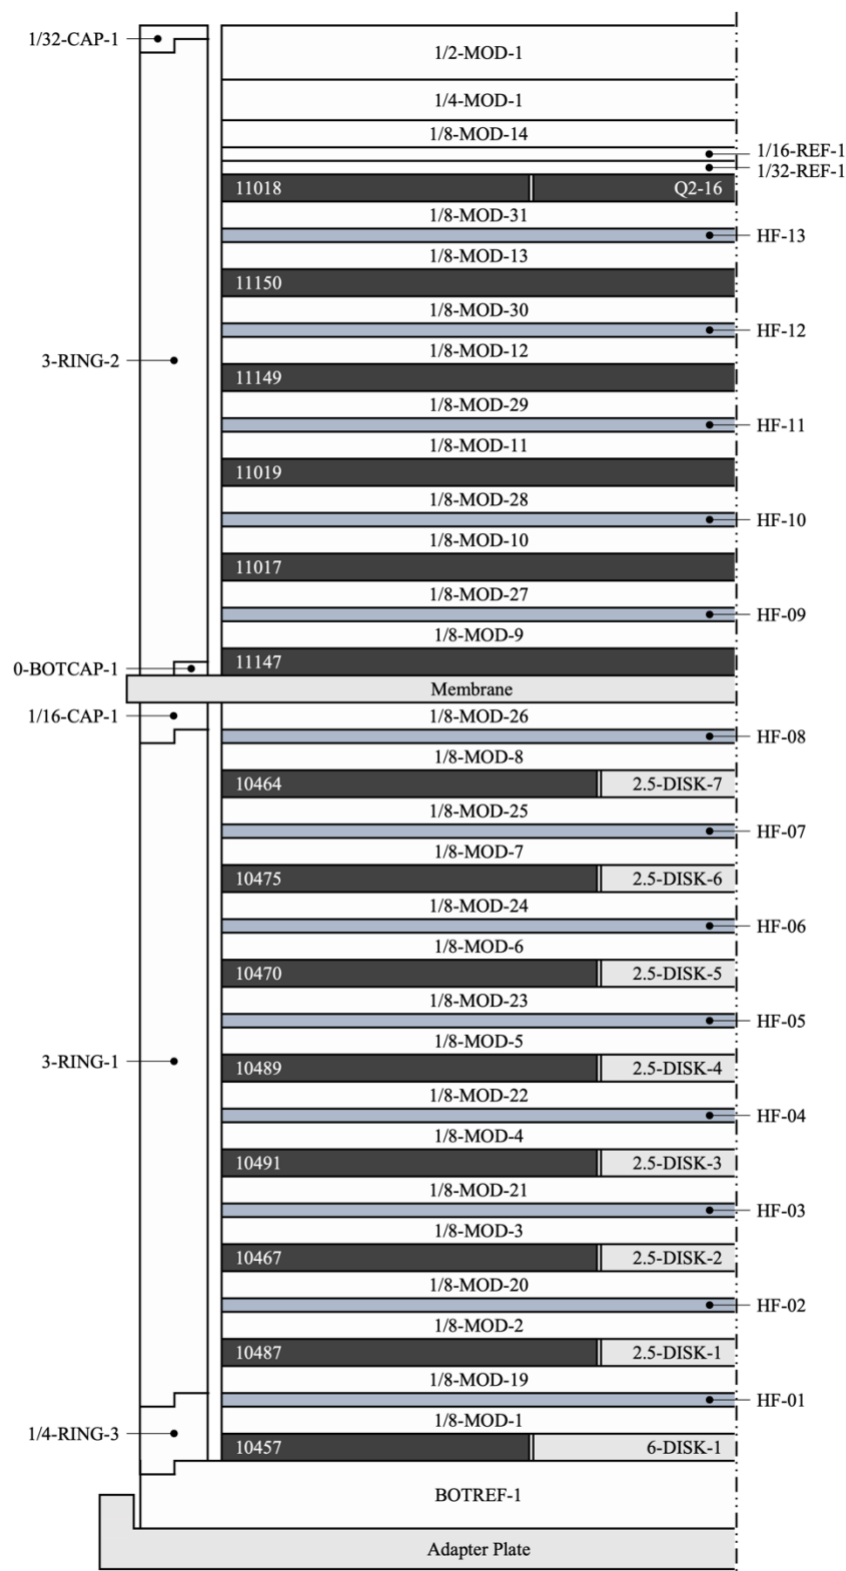 1/32-CAP-1
1/2-MOD-1
1/4-MOD-1
1/8-MOD-14
1/16-REF-1
1/32-REF-1
11018 Q2-16
1/8-MOD-31
HF-13
1/8-MOD-13
11150
1/8-MOD-30
HF-12
1/8-MOD-12
3-RING-2
11149
1/8-MOD-29
HF-11
1/8-MOD-11
11019
1/8-MOD-28
HF-10
1/8-MOD-10
11017
1/8-MOD-27
HF-09
1/8-MOD-9
11147
0-BOTCAP-1
Membrane
1/16-CAP-1
1/8-MOD-26
HF-08
1/8-MOD-8
10464 2.5-DISK-7
1/8-MOD-25
HF-07
1/8-MOD-7
10475 2.5-DISK-6
1/8-MOD-24
HF-06
1/8-MOD-6
10470 2.5-DISK-5
1/8-MOD-23
HF-05
1/8-MOD-5
3-RING-1
10489 2.5-DISK-4
1/8-MOD-22
HF-04
1/8-MOD-4
10491 2.5-DISK-3
1/8-MOD-21
HF-03
1/8-MOD-3
10467 2.5-DISK-2
1/8-MOD-20
HF-02
1/8-MOD-2
10487 2.5-DISK-1
1/8-MOD-19
HF-01
1/8-MOD-1
1/4-RING-3
10457 6-DISK-1
BOTREF-1
Adapter Plate